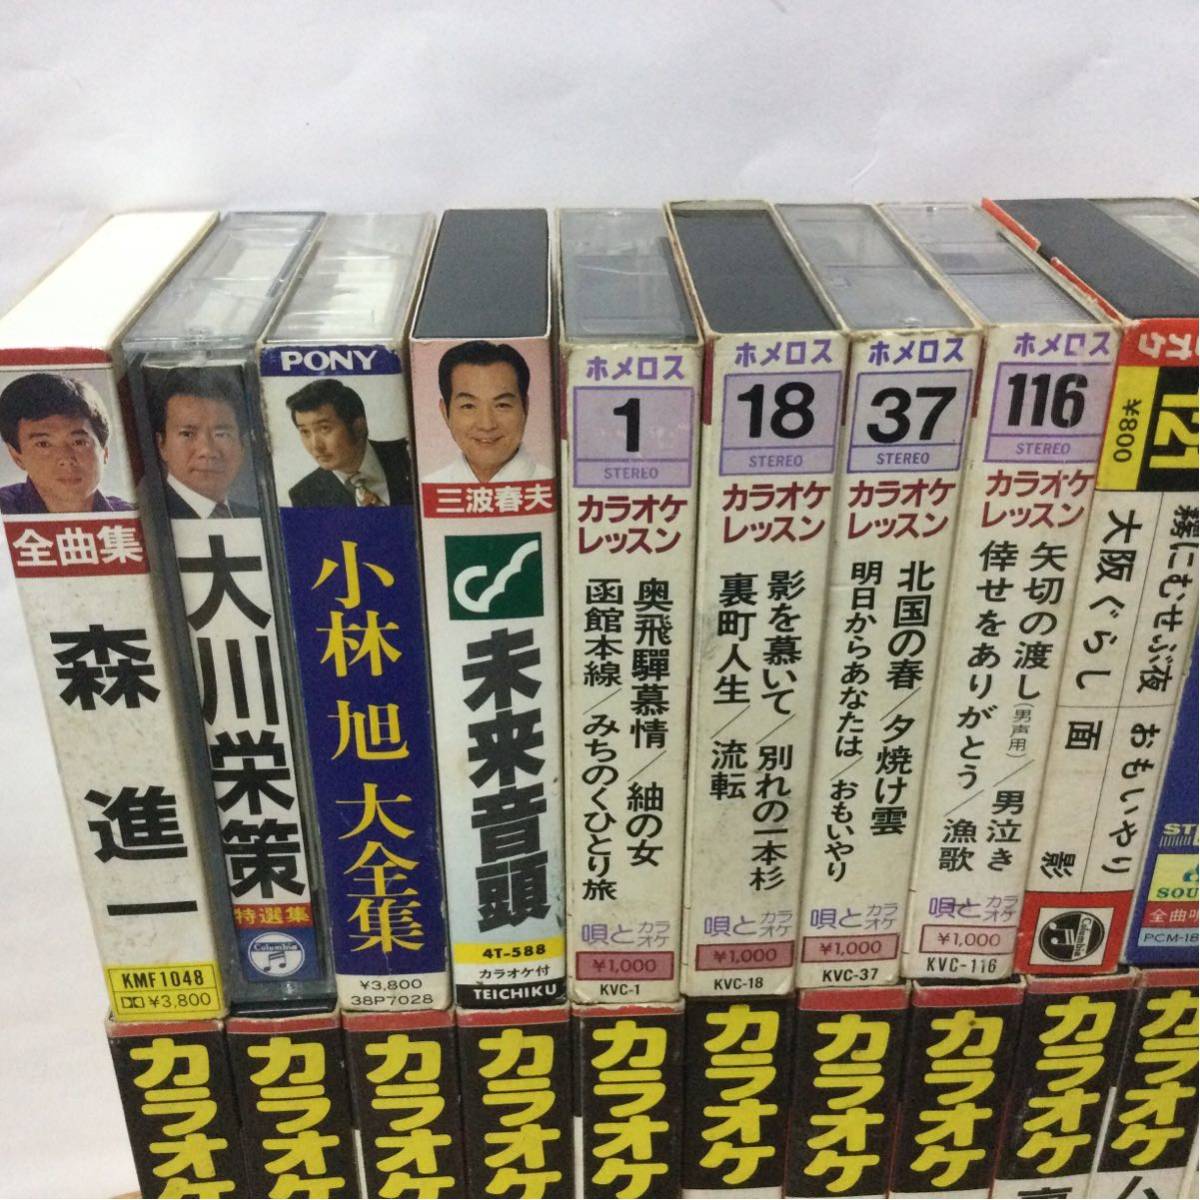 全曲集
森 進一
KMF1048
¥3,800
大川栄策
特選集
Columbia
PONY
小林 旭 大全集
¥3,800
38P7028
三波春夫
未来音頭
4T-588
カラオケ付
TEICHIKU
ホメロス
1
STEREO
カラオケ
レッスン
奥飛騨慕情／紬の女
函館本線／みちのくひとり旅
唄とカラオケ
¥1,000
KVC-1
ホメロス
18
STEREO
カラオケ
レッスン
影を慕いて／別れの一本杉
裏町人生／流転
唄とカラオケ
¥1,000
KVC-18
ホメロス
37
STEREO
カラオケ
レッスン
北国の春／夕焼け雲
明日からあなたは／おもいやり
唄とカラオケ
¥1,000
KVC-37
ホメロス
116
STEREO
カラオケ
レッスン
矢切の渡し(男声用)／男泣き
倖せをありがとう／漁歌
唄とカラオケ
¥1,000
KVC-116
オケ
121
¥800
霧にむせぶ夜
おもいやり
大阪ぐらし
面影
Columbia
ST
SOU
全曲
PCM-18
カラオケ
カラオケ
カラオケ
カラオケ
カラオケ
カラオケ
カラオケ
カラオケ
カラオケ
カラオケ